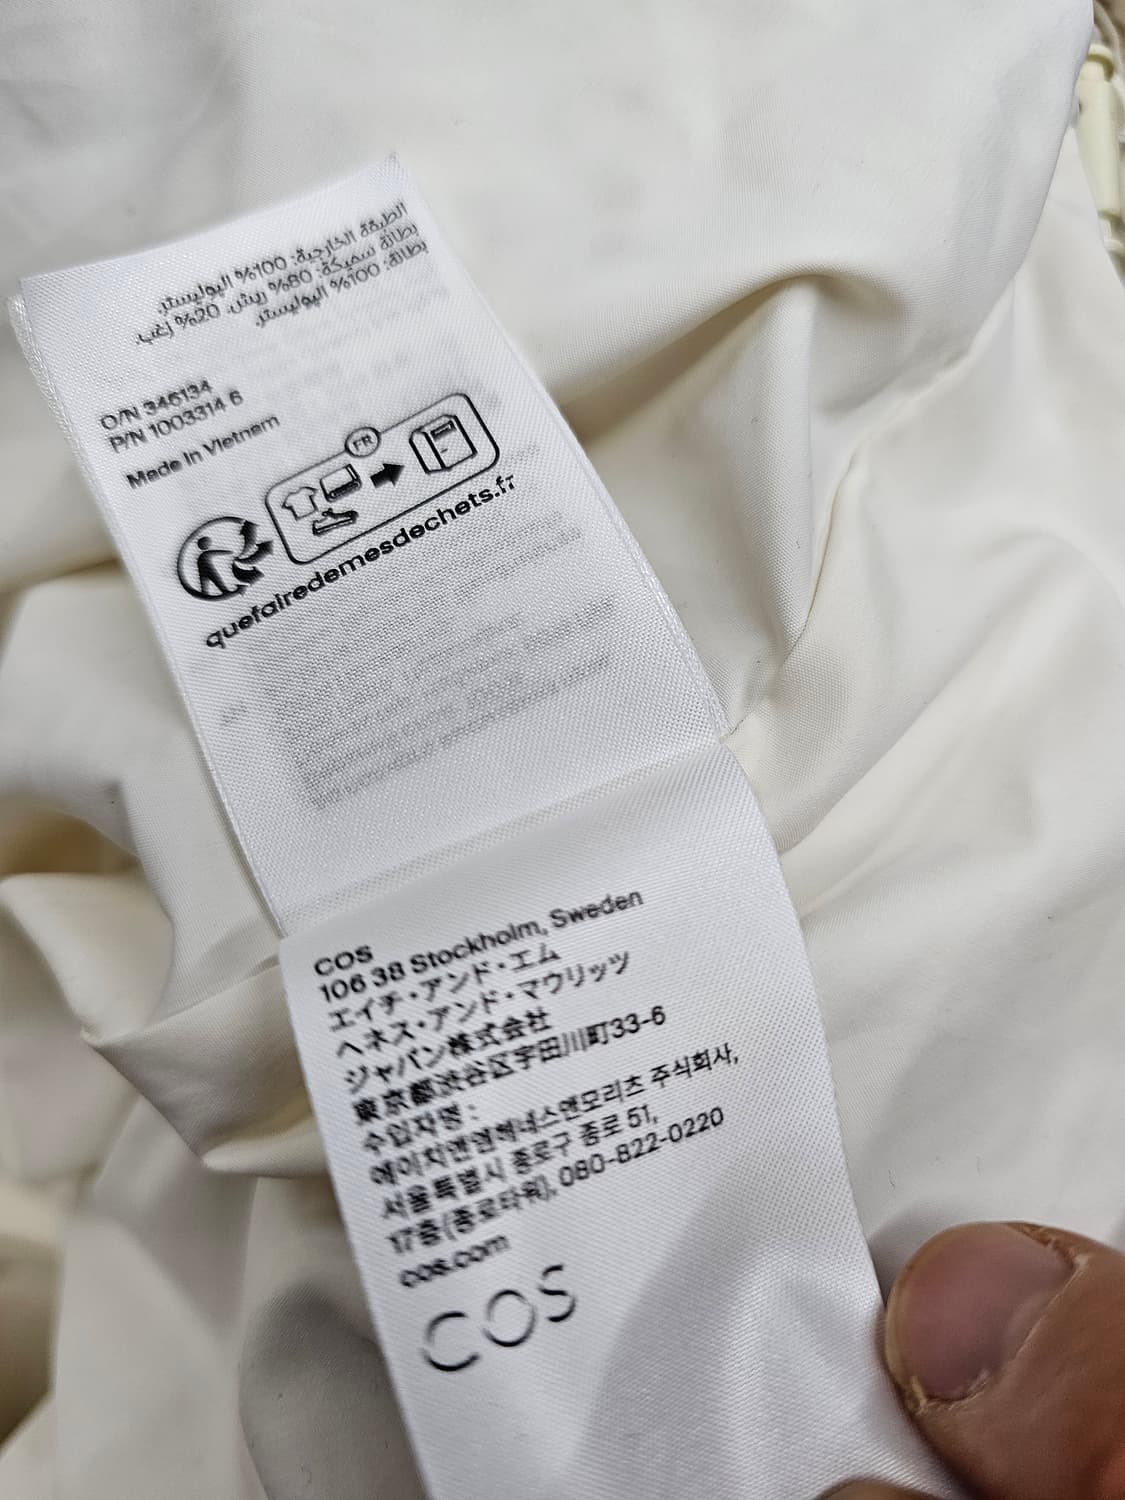 الطبقة الخارجية: 100% البوليستر.
بطانة سميكة: 80% ريش، 20% زغب.
بطانة: 100% البوليستر.
O/N 346134
P/N 1003314 6
Made In Vietnam
FR
quefairedemesdechets.fr
COS
106 38 Stockholm, Sweden
エイチ・アンド・エム
ヘネス・アンド・マウリッツ
ジャパン株式会社
東京都渋谷区宇田川町33-6
수입자명 :
에이치앤엠헤네스앤모리츠 주식회사,
서울특별시 종로구 종로 51,
17층(종로타워), 080-822-0220
cos.com
COS